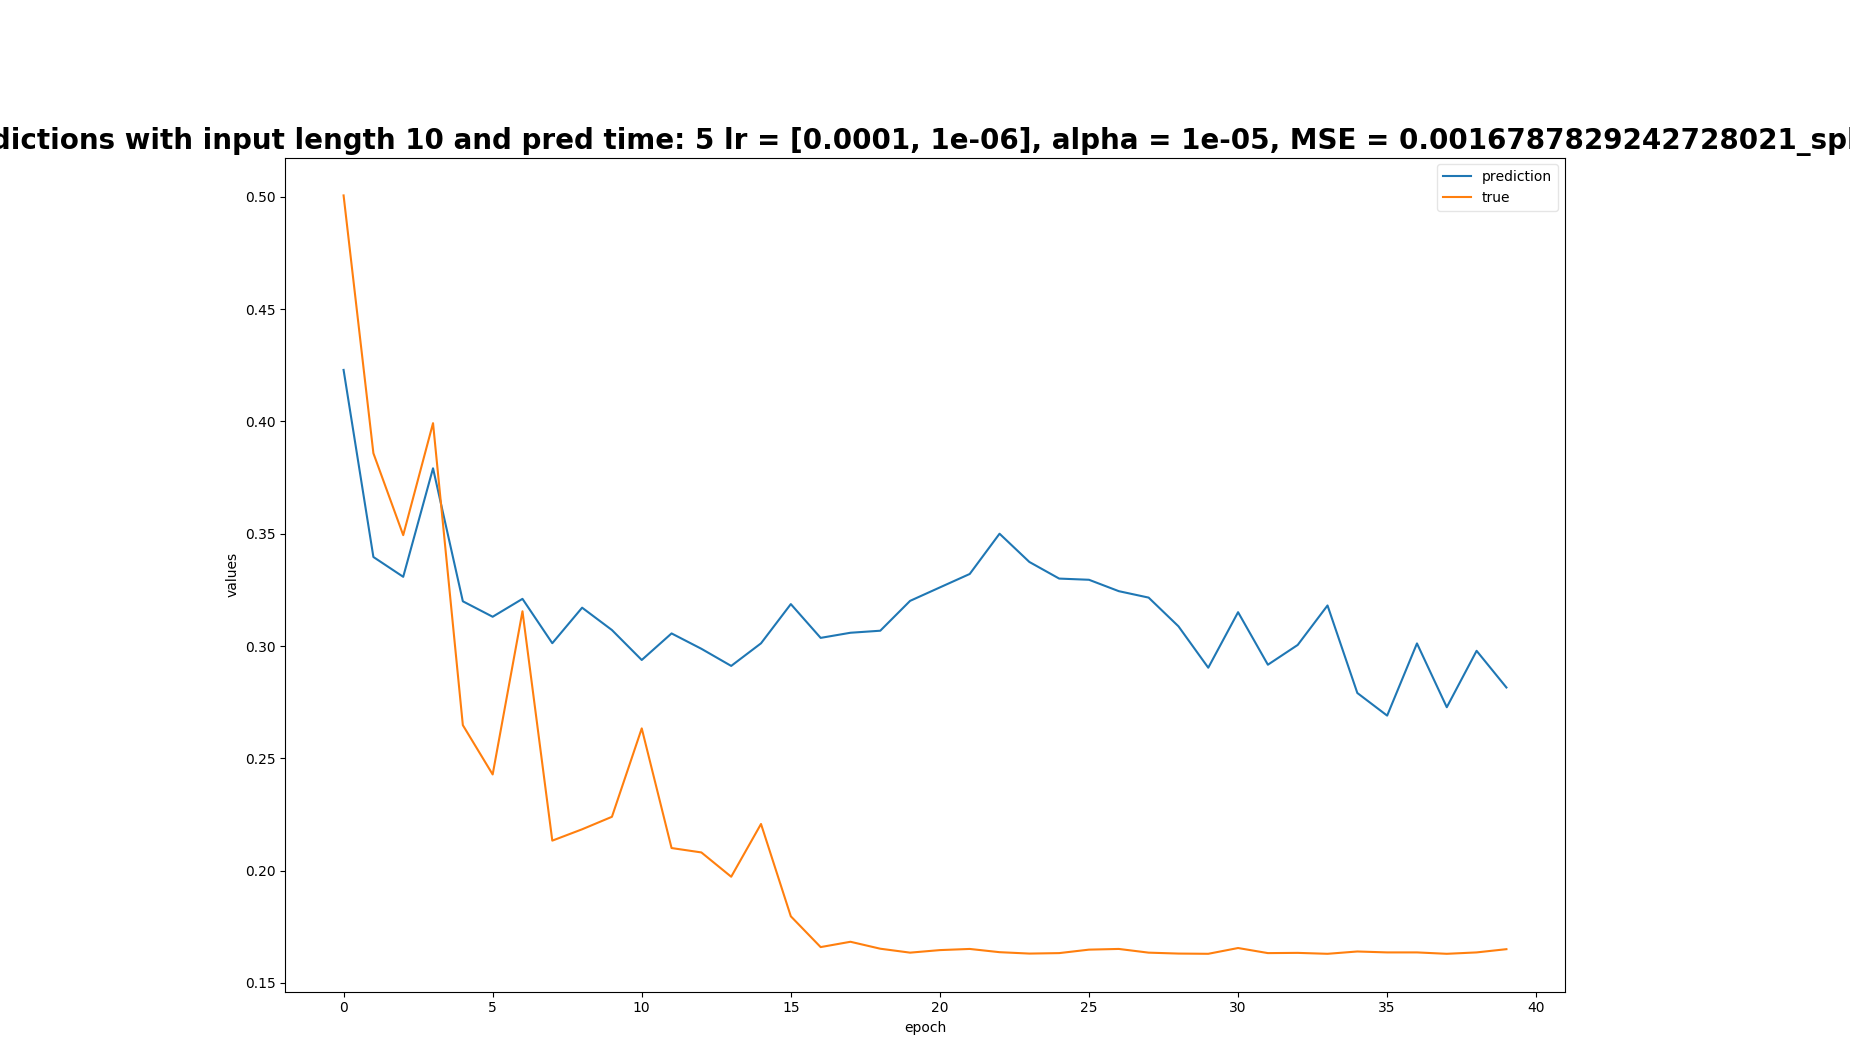 dictions with input length 10 and pred time: 5 lr = [0.0001, 1e-06], alpha = 1e-05, MSE = 0.0016787829242728021_spl
prediction
true
0.50
0.45
0.40
0.35
0.30
0.25
0.20
0.15
values
0 5 10 15 20 25 30 35 40
epoch